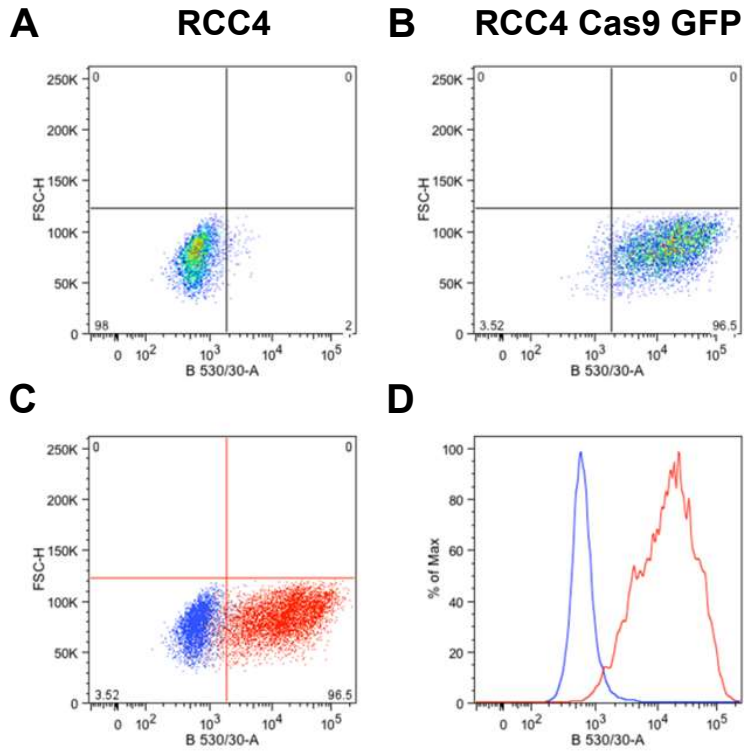 A
RCC4
B
RCC4 Cas9 GFP
0
0
250K
200K
150K
100K
50K
0
FSC-H
98
2
0 10² 10³ 10⁴ 10⁵
B 530/30-A
0
0
250K
200K
150K
100K
50K
0
FSC-H
3.52
96.5
0 10² 10³ 10⁴ 10⁵
B 530/30-A
C
0
0
250K
200K
150K
100K
50K
0
FSC-H
3.52
96.5
0 10² 10³ 10⁴ 10⁵
B 530/30-A
D
100
80
60
40
20
0
% of Max
0 10² 10³ 10⁴ 10⁵
B 530/30-A